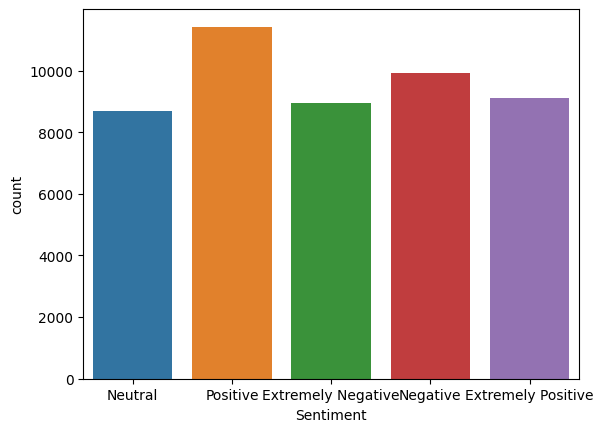 10000
8000
6000
4000
2000
0
count
Neutral Positive Extremely Negative Negative Extremely Positive
Sentiment